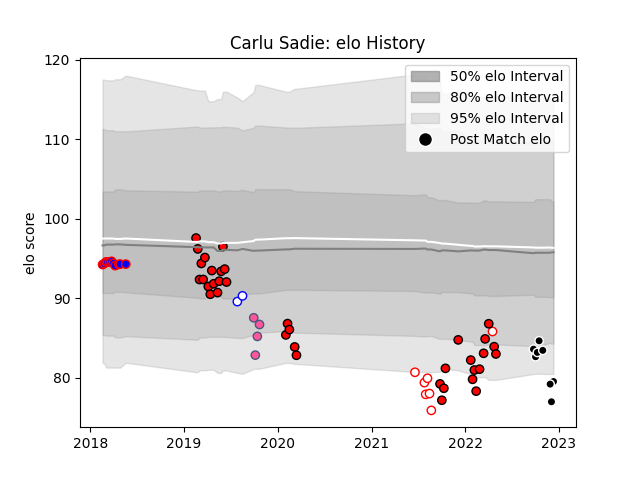 Carlu Sadie: elo History
120
110
100
90
80
elo score
50% elo Interval
80% elo Interval
95% elo Interval
Post Match elo
2018
2019
2020
2021
2022
2023